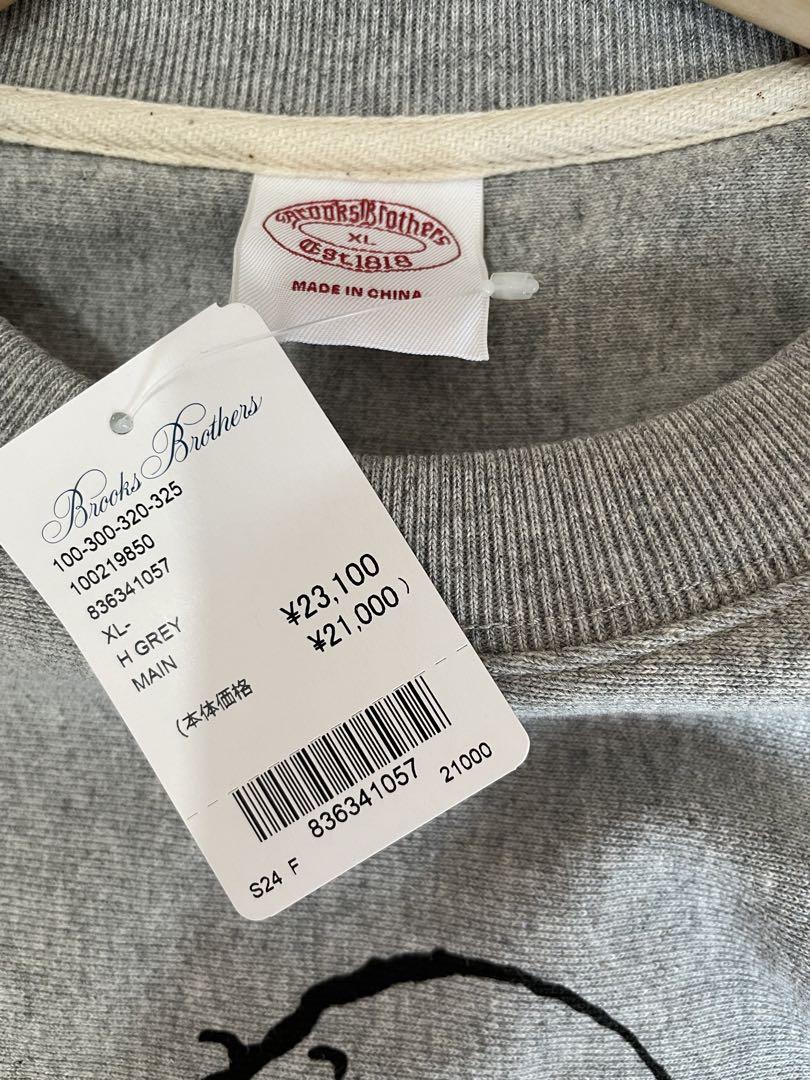 Brooks Brothers
XL
Est. 1818
MADE IN CHINA
Brooks Brothers
100-300-320-325
100219850
836341057
XL-
H GREY
MAIN
¥23,100
(本体価格 ¥21,000)
836341057 21000
S24 F